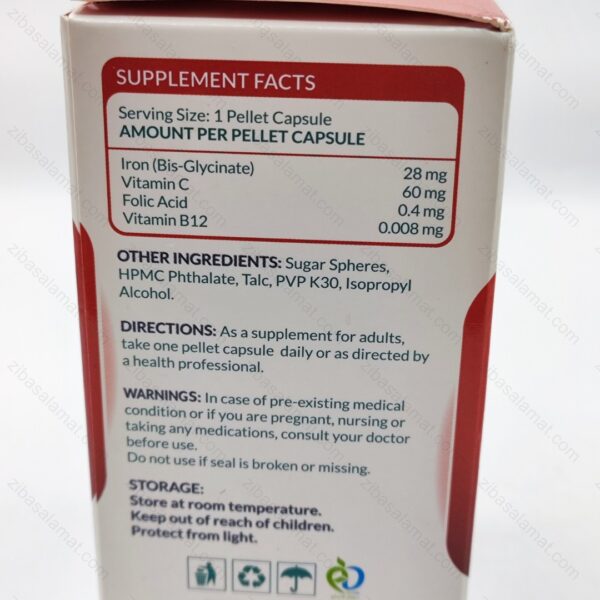 SUPPLEMENT FACTS
Serving Size: 1 Pellet Capsule
AMOUNT PER PELLET CAPSULE
Iron (Bis-Glycinate) 28 mg
Vitamin C 60 mg
Folic Acid 0.4 mg
Vitamin B12 0.008 mg
OTHER INGREDIENTS: Sugar Spheres,
HPMC Phthalate, Talc, PVP K30, Isopropyl
Alcohol.
DIRECTIONS: As a supplement for adults,
take one pellet capsule daily or as directed by
a health professional.
WARNINGS: In case of pre-existing medical
condition or if you are pregnant, nursing or
taking any medications, consult your doctor
before use.
Do not use if seal is broken or missing.
STORAGE:
Store at room temperature.
Keep out of reach of children.
Protect from light.
zibasalamat.com